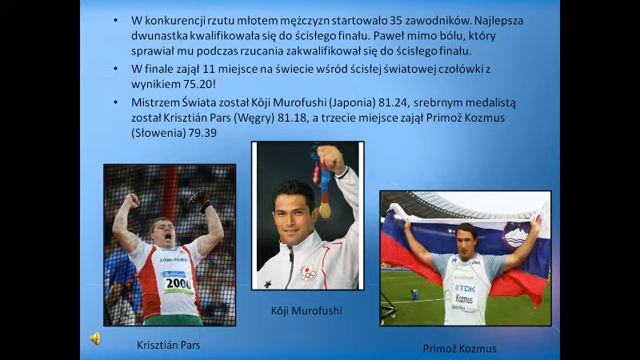 W konkurencji rzutu młotem mężczyzn startowało 35 zawodników. Najlepsza
dwunastka kwalifikowała się do ścisłego finału. Paweł mimo bólu, który
sprawiał mu podczas rzucania zakwalifikował się do ścisłego finału.
W finale zajął 11 miejsce na świecie wśród ścisłej światowej czołówki z
wynikiem 75.20!
Mistrzem Świata został Kōji Murofushi (Japonia) 81.24, srebrnym medalistą
został Krisztián Pars (Węgry) 81.18, a trzecie miejsce zajął Primož Kozmus
(Słowenia) 79.39
2000
TDK
Kozmus
Kōji Murofushi
Krisztián Pars
Primož Kozmus